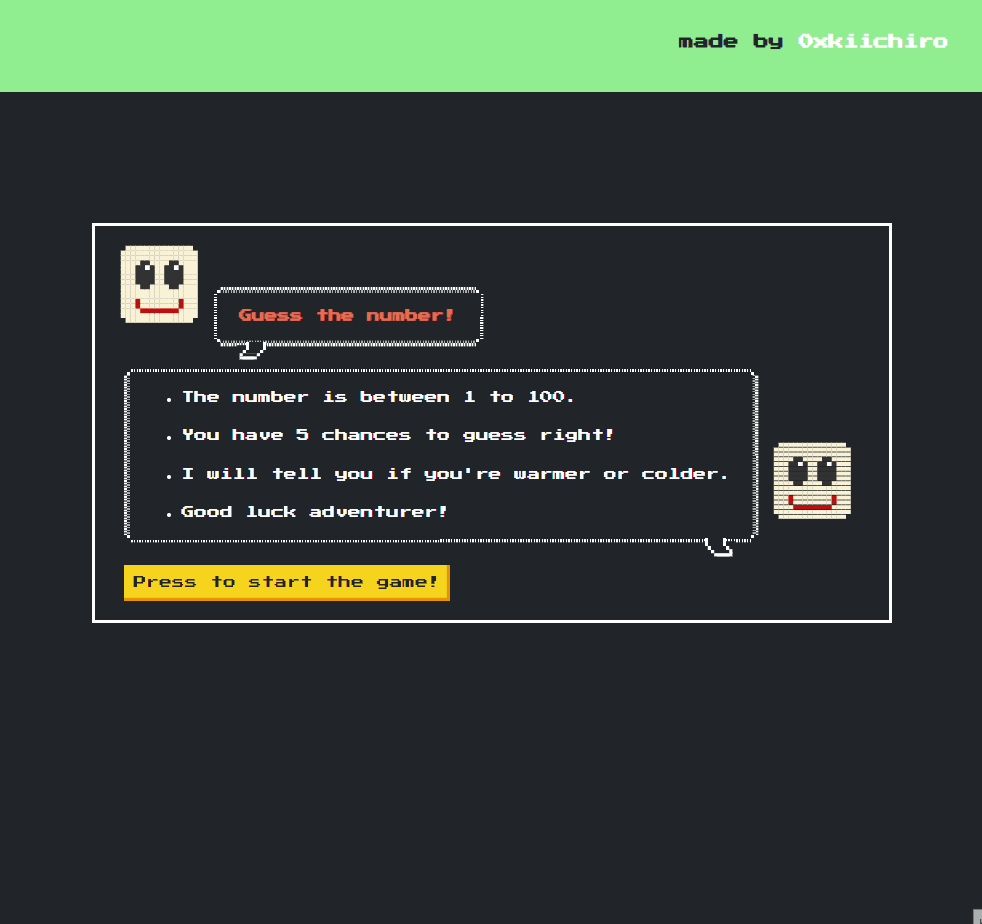 made by 0xkiichiro
Guess the number!
The number is between 1 to 100.
You have 5 chances to guess right!
I will tell you if you're warmer or colder.
Good luck adventurer!
Press to start the game!